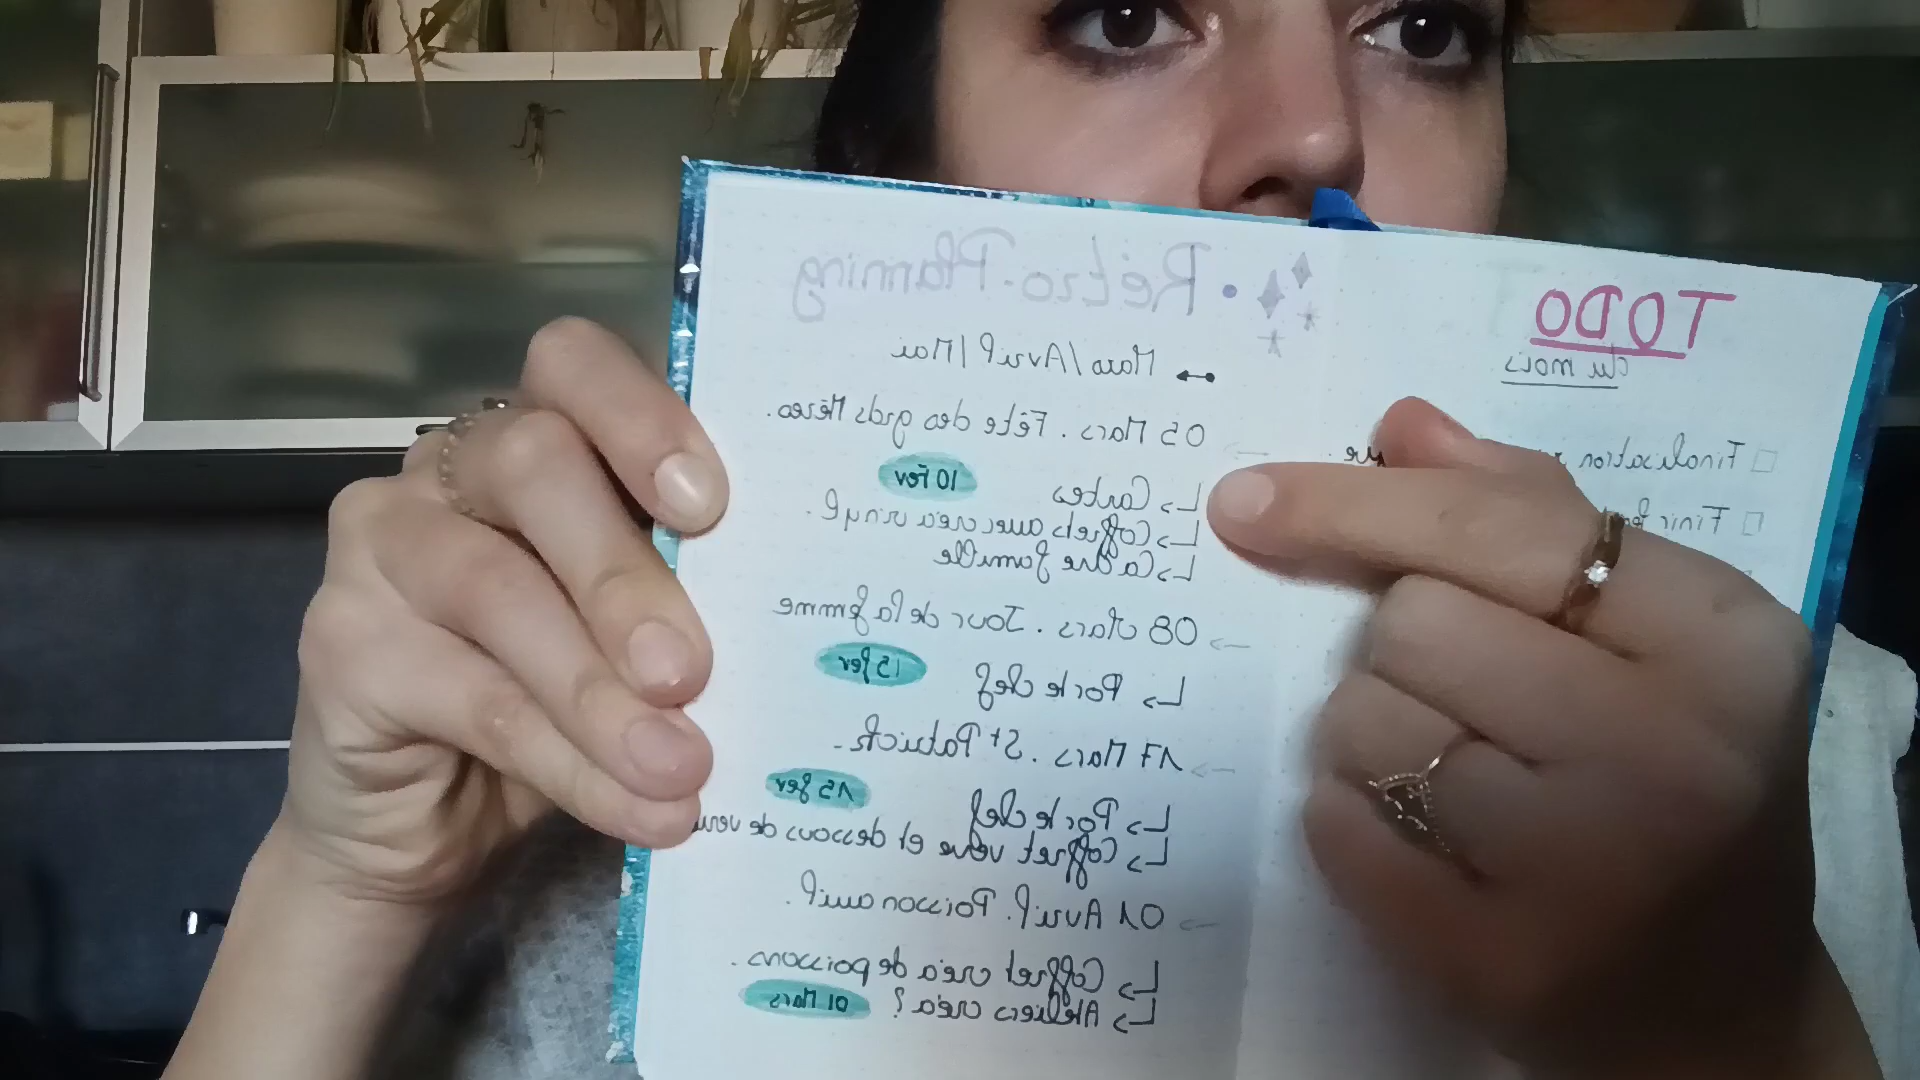 TODO
du mois
□ Finalisation
□ Finir
• Rétro-Planning
Mars/Avril/Mai
→ 05 Mars. Fête des grds Mères.
↳ Cartes 10 Fev
↳ Coffrets avec créa vinyl.
↳ Cadre famille
→ 08 Mars. Jour de la femme
↳ Porte clef 15 fev
→ 17 Mars. St Patrick.
↳ Porte clef 15 fev
↳ Coffret verre et dessous de verre
→ 01 Avril. Poisson avril.
↳ Coffret créa de poissons.
↳ Ateliers créa? 01 Mars